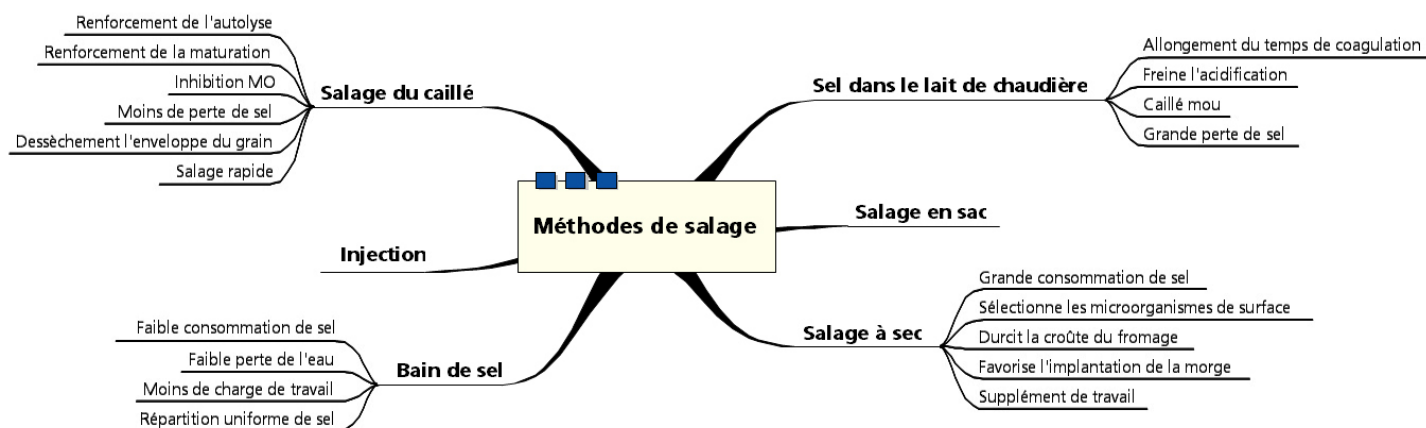 Méthodes de salage
Sel dans le lait de chaudière
Allongement du temps de coagulation
Freine l'acidification
Caillé mou
Grande perte de sel
Salage en sac
Salage à sec
Grande consommation de sel
Sélectionne les microorganismes de surface
Durcit la croûte du fromage
Favorise l'implantation de la morge
Supplément de travail
Bain de sel
Faible consommation de sel
Faible perte de l'eau
Moins de charge de travail
Répartition uniforme de sel
Injection
Salage du caillé
Renforcement de l'autolyse
Renforcement de la maturation
Inhibition MO
Moins de perte de sel
Dessèchement l'enveloppe du grain
Salage rapide